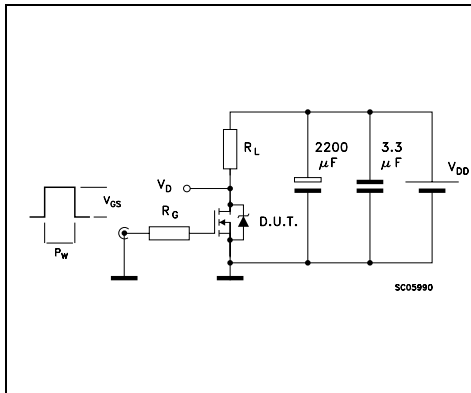 R_L
2200
μF
3.3
μF
V_DD
V_D
V_GS
R_G
D.U.T.
P_W
SC05990